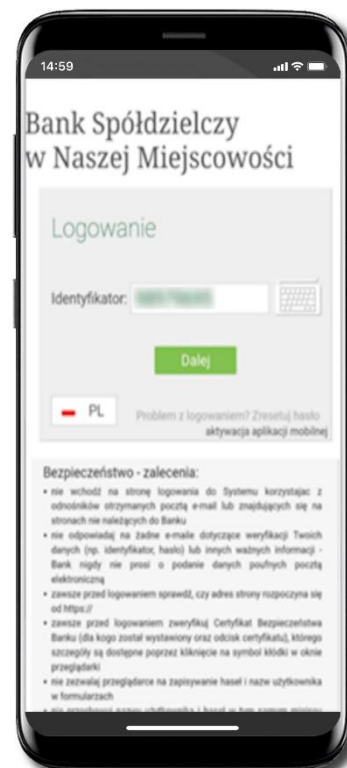 14:59
Bank Spółdzielczy
w Naszej Miejscowości
Logowanie
Identyfikator:
Dalej
PL
Problem z logowaniem? Zresetuj hasło
aktywacja aplikacji mobilnej
Bezpieczeństwo - zalecenia:
• nie wchodź na stronę logowania do Systemu korzystając z
odnośników otrzymanych pocztą e-mail lub znajdujących się na
stronach nie należących do Banku
• nie odpowiadaj na żadne e-maile dotyczące weryfikacji Twoich
danych (np. identyfikator, hasło) lub innych ważnych informacji -
Bank nigdy nie prosi o podanie danych poufnych pocztą
elektroniczną
• zawsze przed logowaniem sprawdź, czy adres strony rozpoczyna się
od https://
• zawsze przed logowaniem zweryfikuj Certyfikat Bezpieczeństwa
Banku (dla kogo został wystawiony oraz odcisk certyfikatu), którego
szczegóły są dostępne poprzez kliknięcie na symbol kłódki w oknie
przeglądarki
• nie zezwalaj przeglądarce na zapisywanie haseł i nazw użytkownika
w formularzach